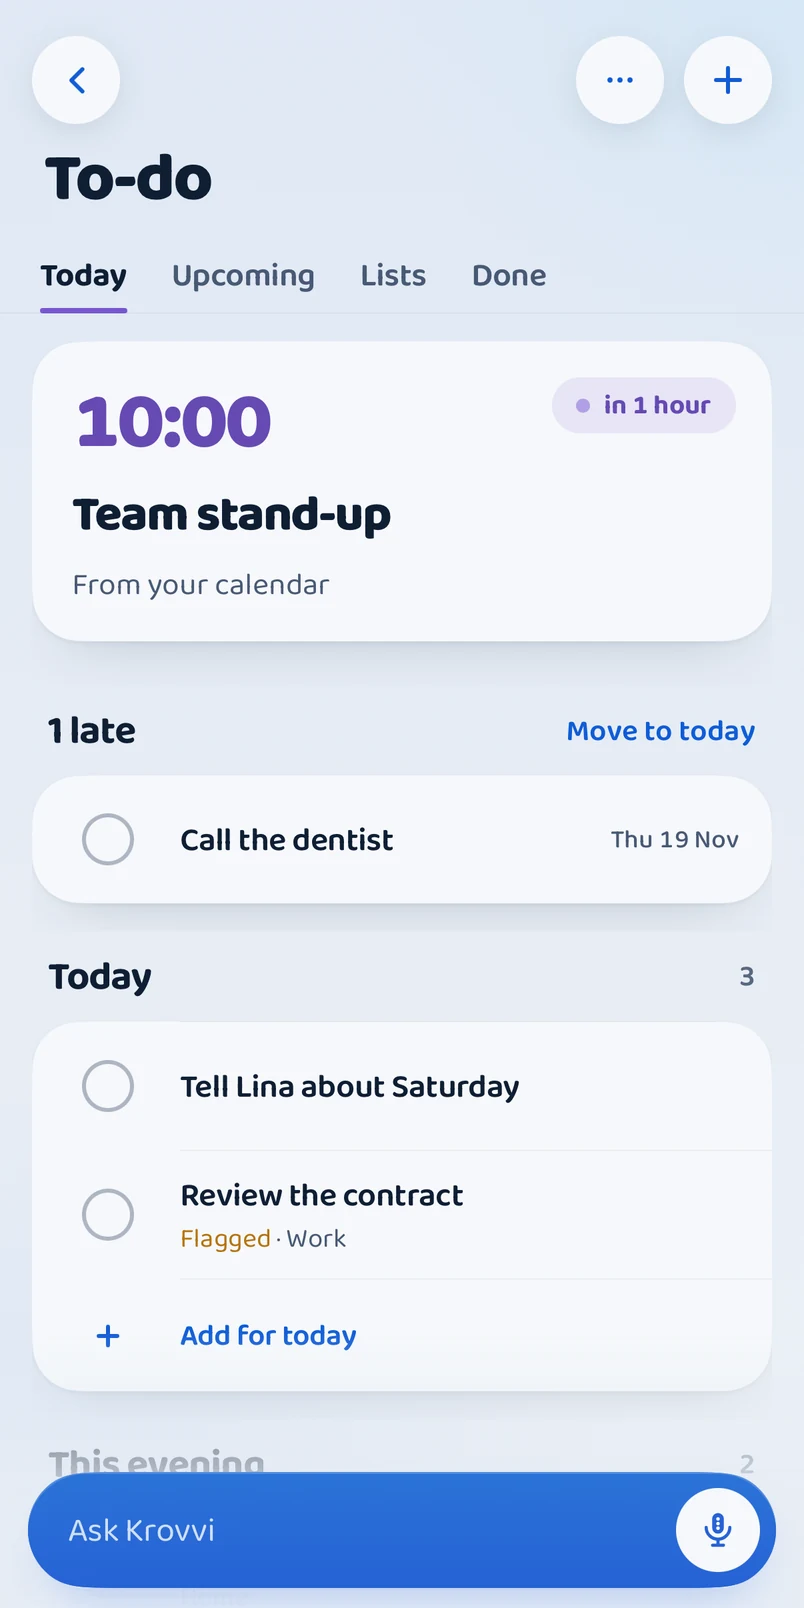 To-do
Today Upcoming Lists Done
10:00
in 1 hour
Team stand-up
From your calendar
1 late
Move to today
Call the dentist
Thu 19 Nov
Today
3
Tell Lina about Saturday
Review the contract
Flagged · Work
Add for today
This evening
2
Ask Krovvi